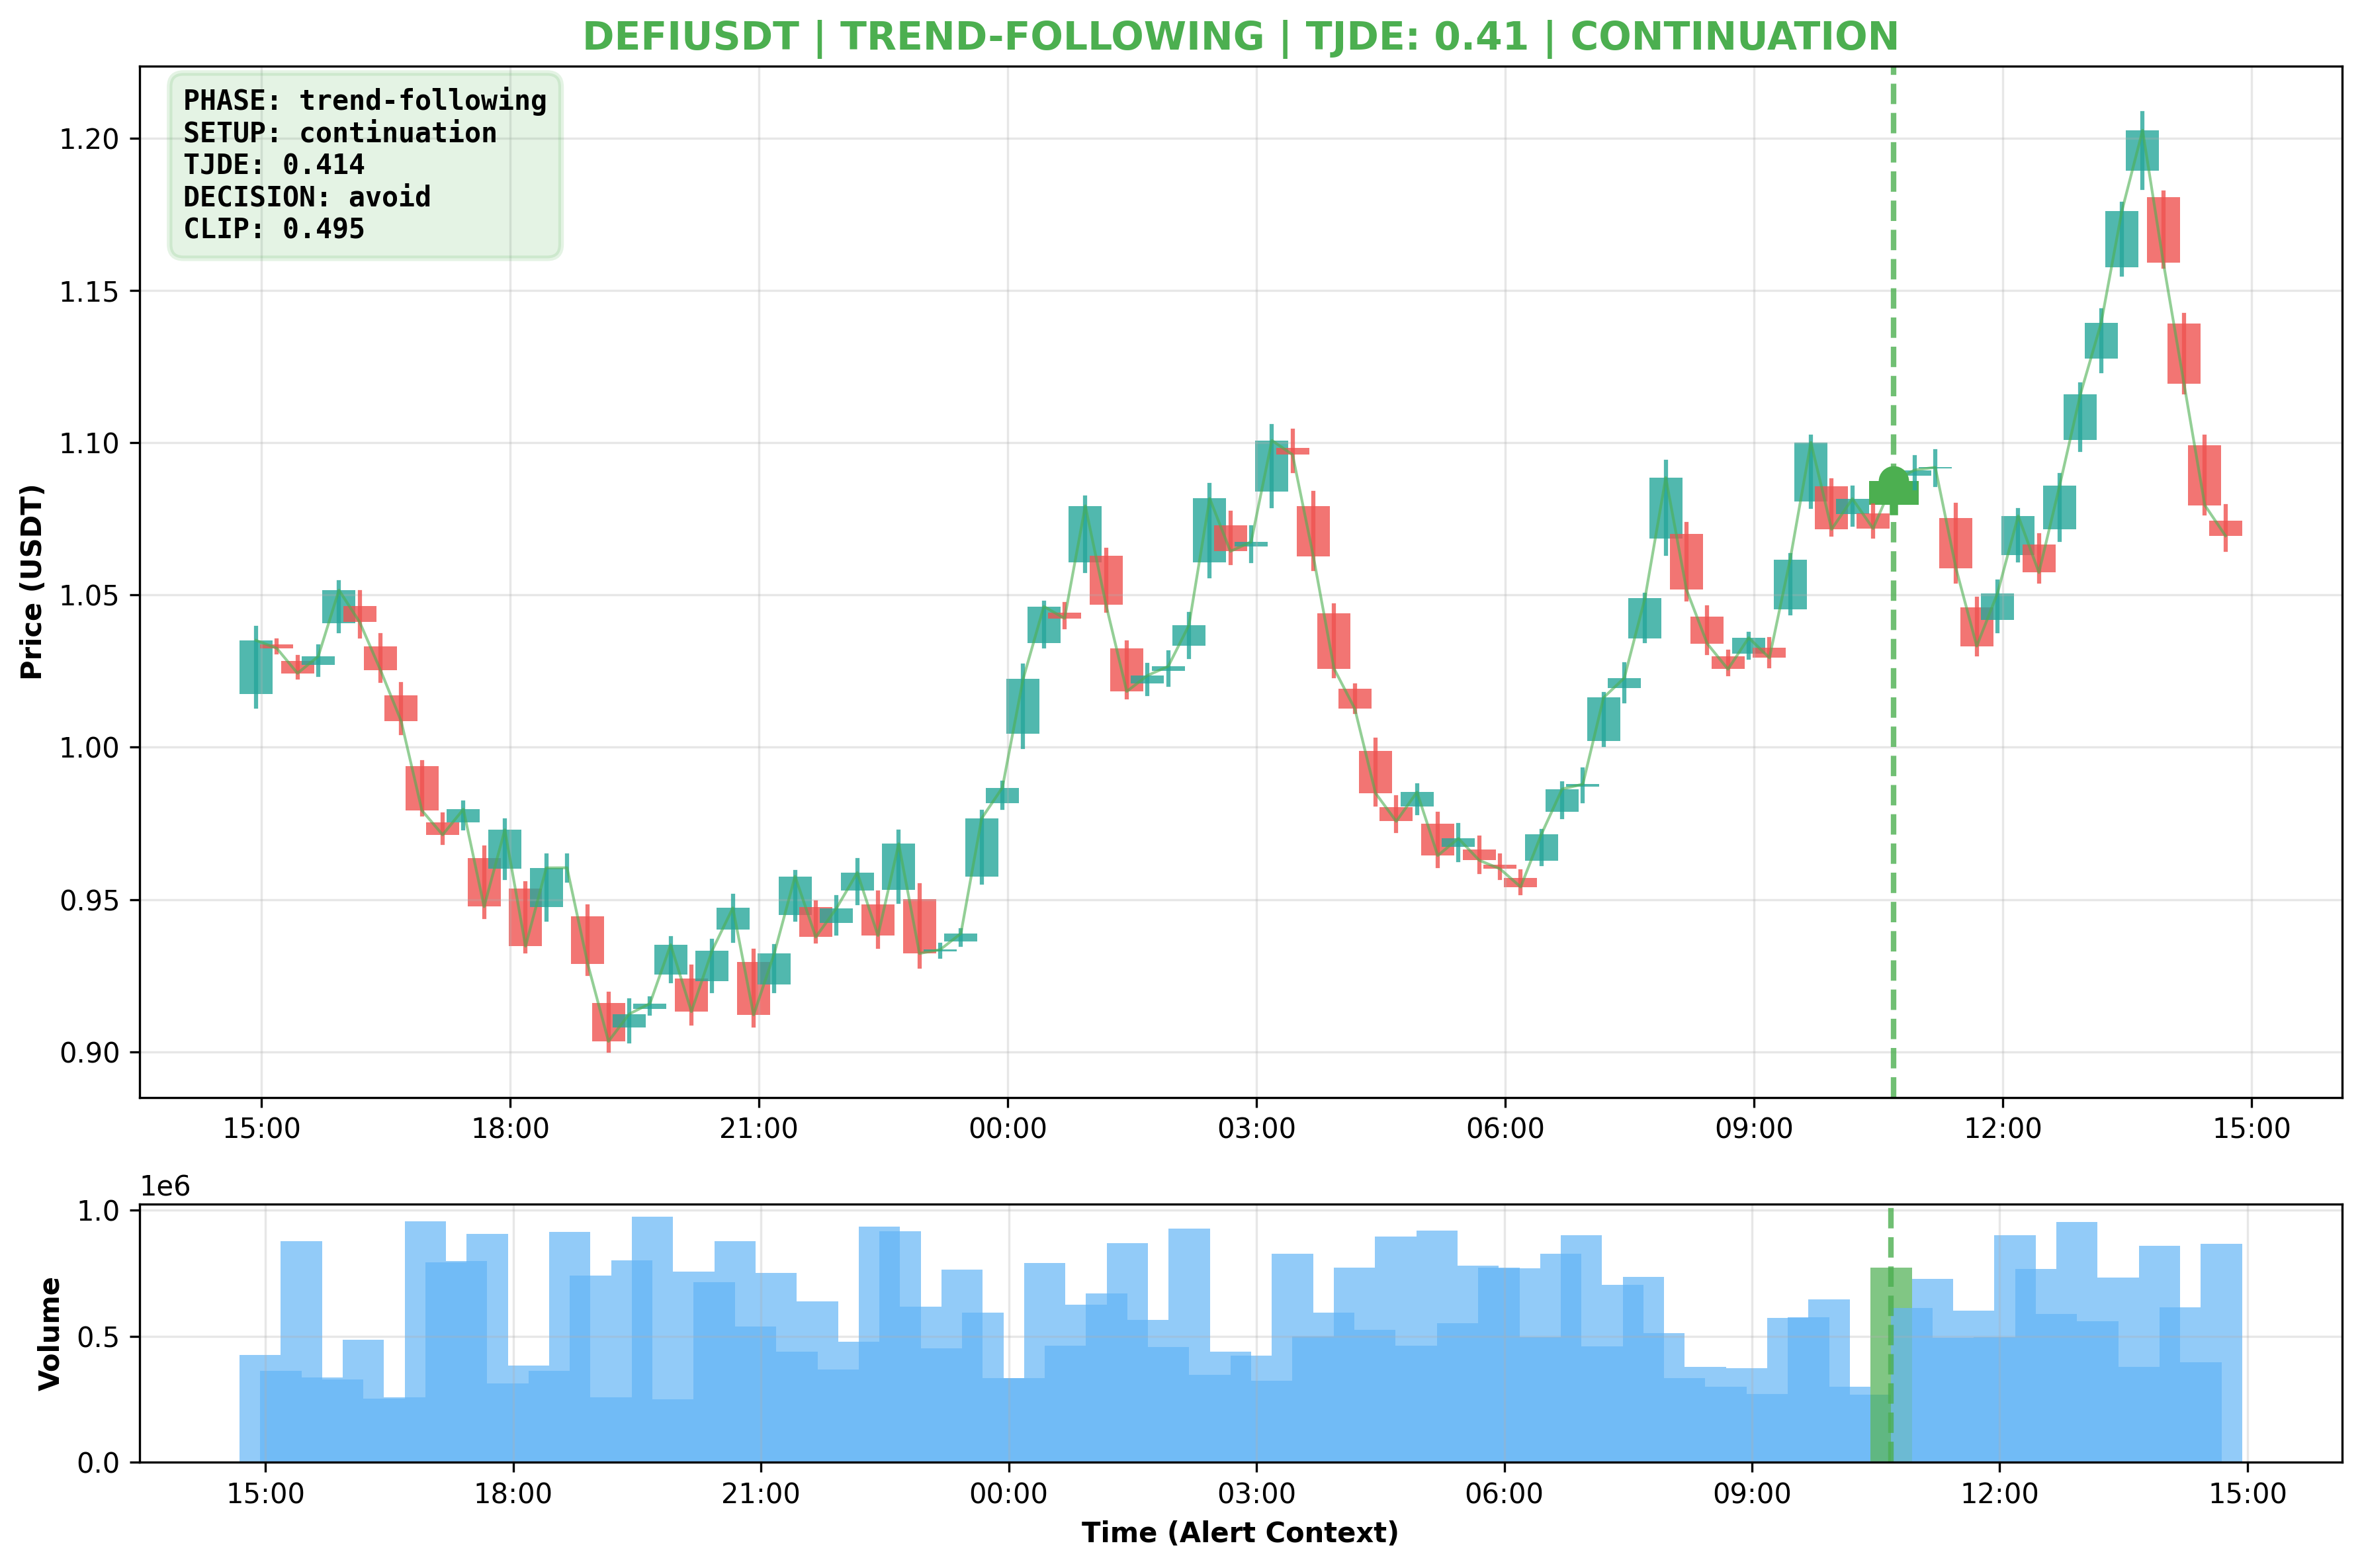 DEFIUSDT | TREND-FOLLOWING | TJDE: 0.41 | CONTINUATION
PHASE: trend-following
SETUP: continuation
TJDE: 0.414
DECISION: avoid
CLIP: 0.495
Price (USDT)
1.20
1.15
1.10
1.05
1.00
0.95
0.90
15:00 18:00 21:00 00:00 03:00 06:00 09:00 12:00 15:00
1e6
Volume
1.0
0.5
0.0
15:00 18:00 21:00 00:00 03:00 06:00 09:00 12:00 15:00
Time (Alert Context)